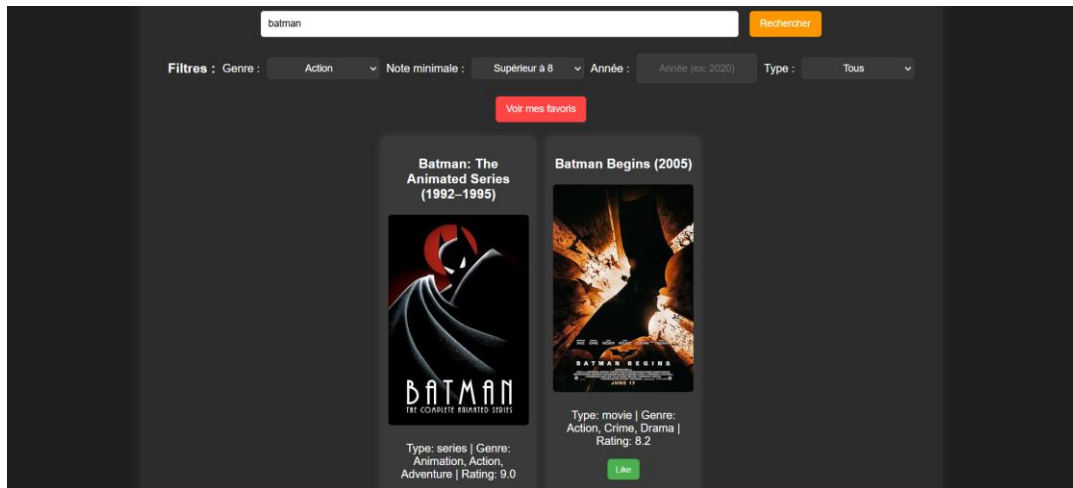 batman
Rechercher
Filtres : Genre : Action Note minimale : Supérieur à 8 Année : Année (ex: 2020) Type : Tous
Voir mes favoris
Batman: The
Animated Series
(1992–1995)
BATMAN
THE COMPLETE ANIMATED SERIES
Type: series | Genre:
Animation, Action,
Adventure | Rating: 9.0
Batman Begins (2005)
BATMAN BEGINS
JUNE 17
Type: movie | Genre:
Action, Crime, Drama |
Rating: 8.2
Like